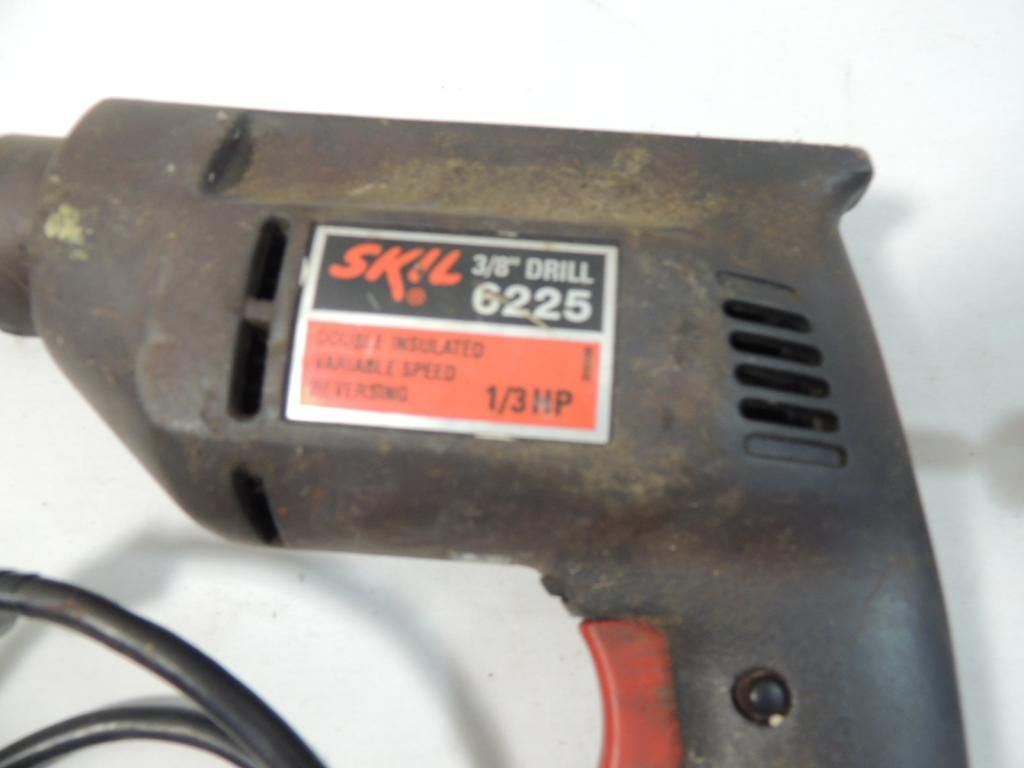 SKIL 3/8" DRILL
® 6225
DOUBLE INSULATED
VARIABLE SPEED
REVERSING 1/3 HP